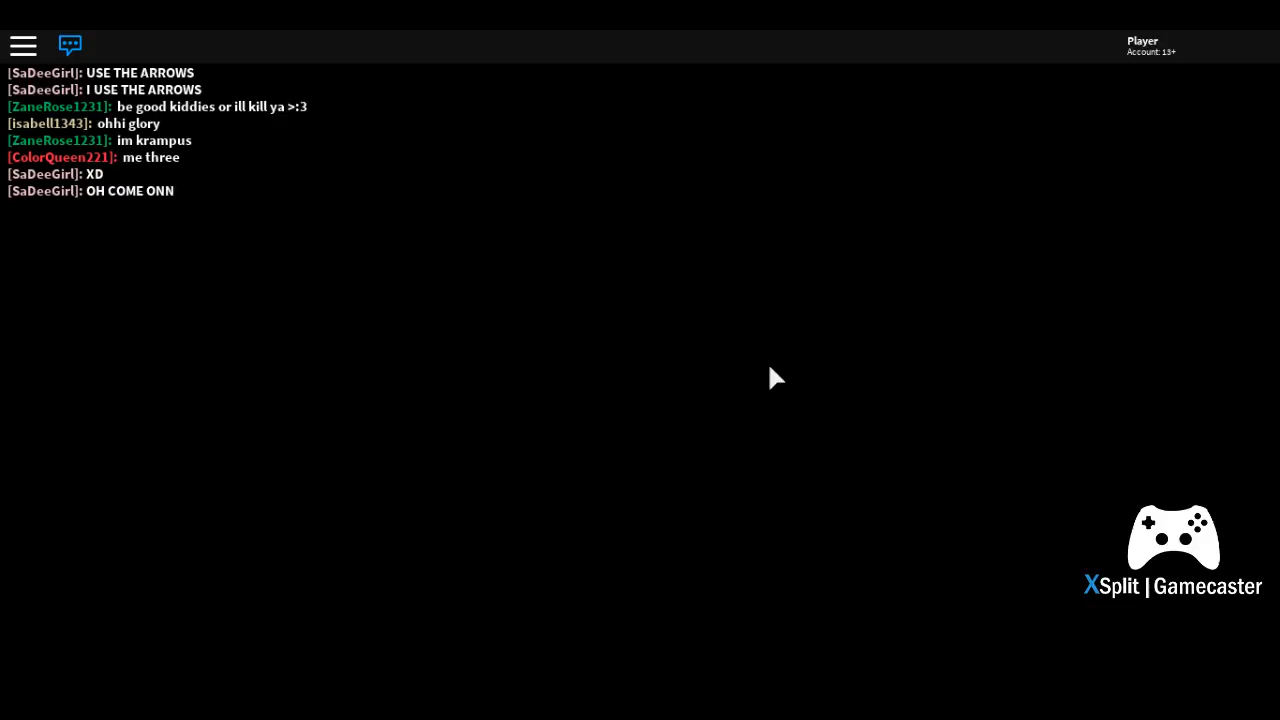 Player
Account: 13+
[SaDeeGirl]: USE THE ARROWS
[SaDeeGirl]: I USE THE ARROWS
[ZaneRose1231]: be good kiddies or ill kill ya >:3
[isabell1343]: ohhi glory
[ZaneRose1231]: im krampus
[ColorQueen221]: me three
[SaDeeGirl]: XD
[SaDeeGirl]: OH COME ONN
XSplit | Gamecaster